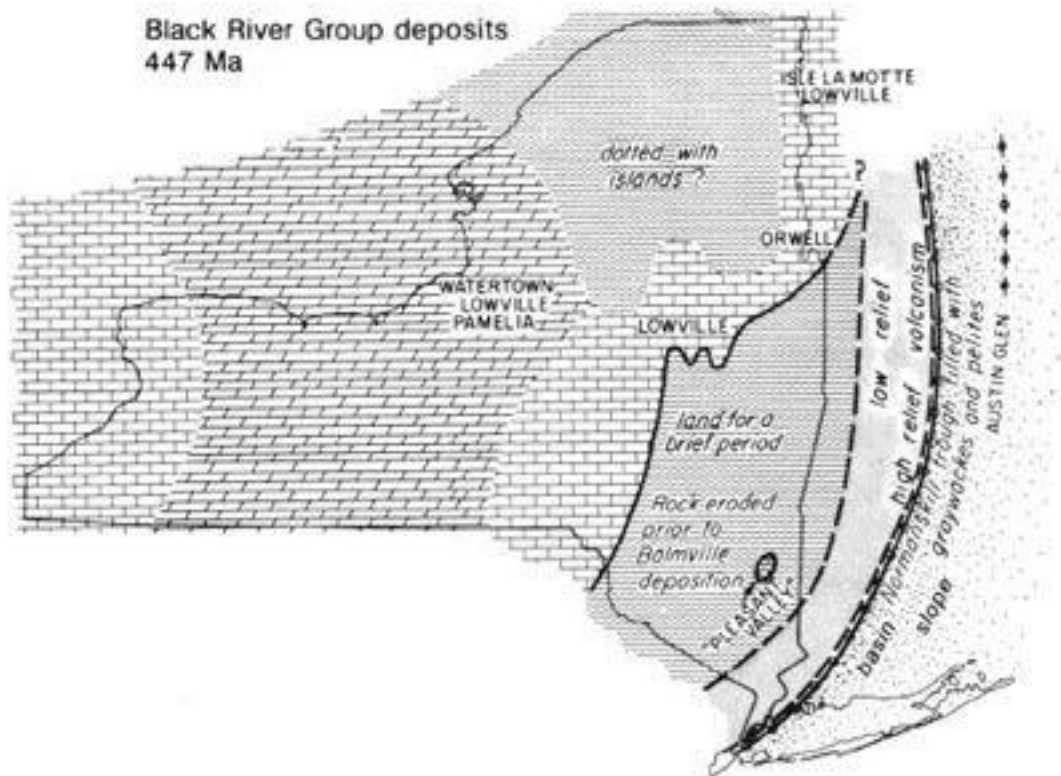 Black River Group deposits
447 Ma
ISLE LA MOTTE
LOWVILLE
dotted with
islands?
?
ORWELL
WATERTOWN
LOWVILLE
PAMELIA
LOWVILLE
land for a
brief period
Rock eroded
prior to
Balmville
deposition
"PLEASANT
VALLEY"
low relief
high relief volcanism
basin Normanskill trough filled with
slope graywackes and pelites
AUSTIN GLEN